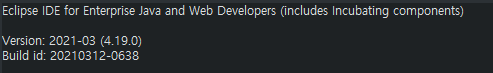 Eclipse IDE for Enterprise Java and Web Developers (includes Incubating components)
Version: 2021-03 (4.19.0)
Build id: 20210312-0638